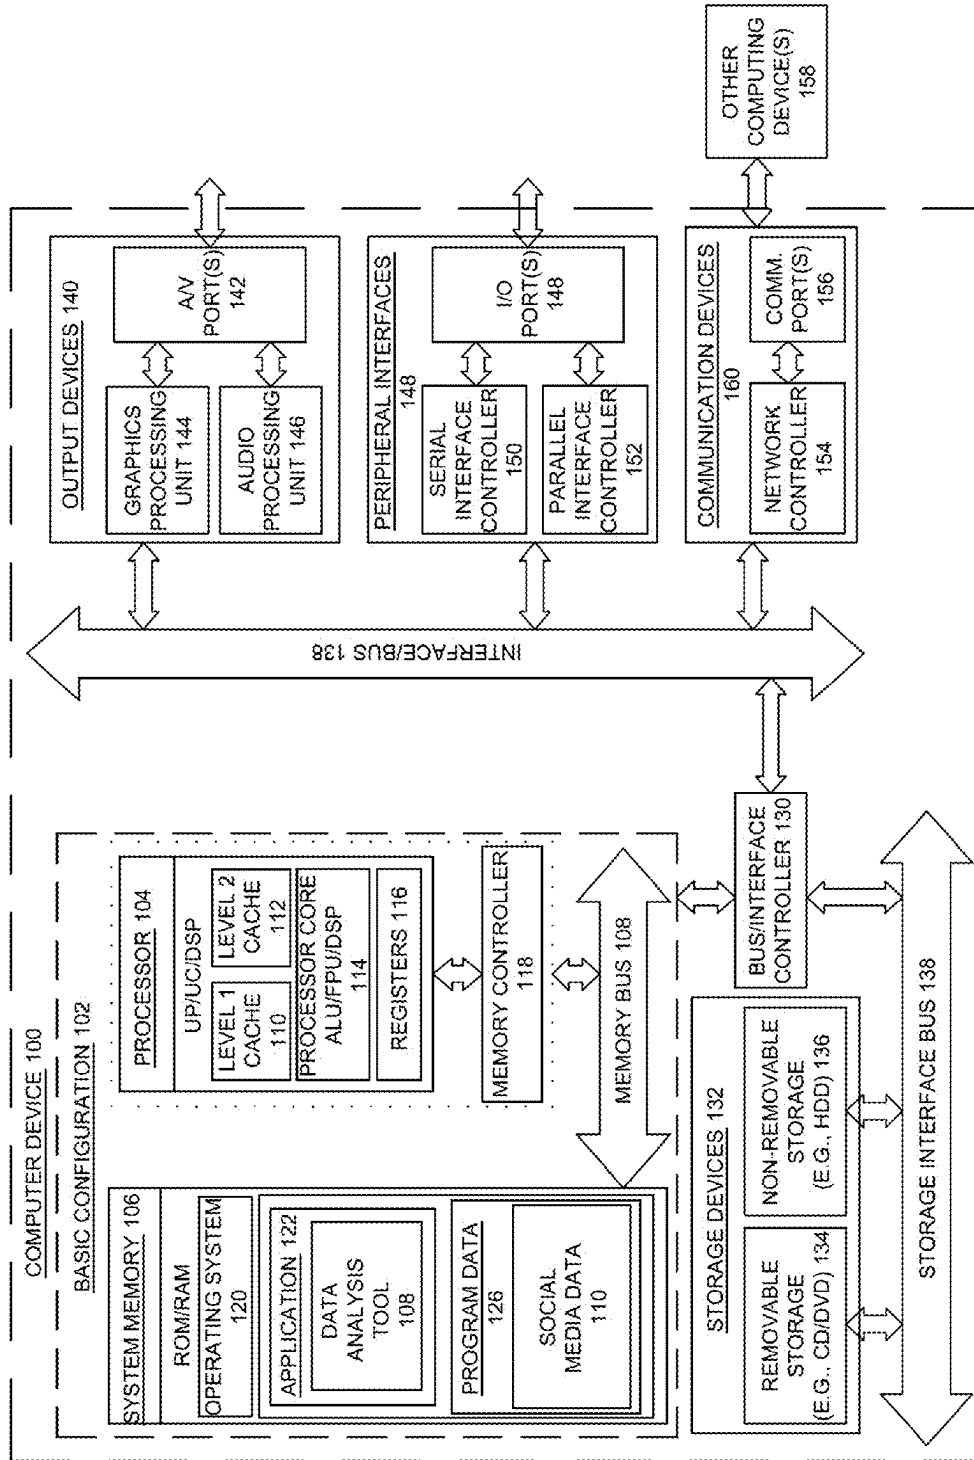 COMPUTER DEVICE 100
BASIC CONFIGURATION 102
SYSTEM MEMORY 106
ROM/RAM
OPERATING SYSTEM
120
APPLICATION 122
DATA
ANALYSIS
TOOL
108
PROGRAM DATA
126
SOCIAL
MEDIA DATA
110
PROCESSOR 104
UP/UC/DSP
LEVEL 1
CACHE
110
LEVEL 2
CACHE
112
PROCESSOR CORE
ALU/FPU/DSP
114
REGISTERS 116
MEMORY CONTROLLER
118
MEMORY BUS 108
OUTPUT DEVICES 140
GRAPHICS
PROCESSING
UNIT 144
AUDIO
PROCESSING
UNIT 146
A/V
PORT(S)
142
PERIPHERAL INTERFACES
148
SERIAL
INTERFACE
CONTROLLER
150
PARALLEL
INTERFACE
CONTROLLER
152
I/O
PORT(S)
148
COMMUNICATION DEVICES
160
NETWORK
CONTROLLER
154
COMM.
PORT(S)
156
OTHER
COMPUTING
DEVICE(S)
158
INTERFACE/BUS 138
BUS/INTERFACE
CONTROLLER 130
STORAGE DEVICES 132
REMOVABLE
STORAGE
(E.G., CD/DVD) 134
NON-REMOVABLE
STORAGE
(E.G., HDD) 136
STORAGE INTERFACE BUS 138